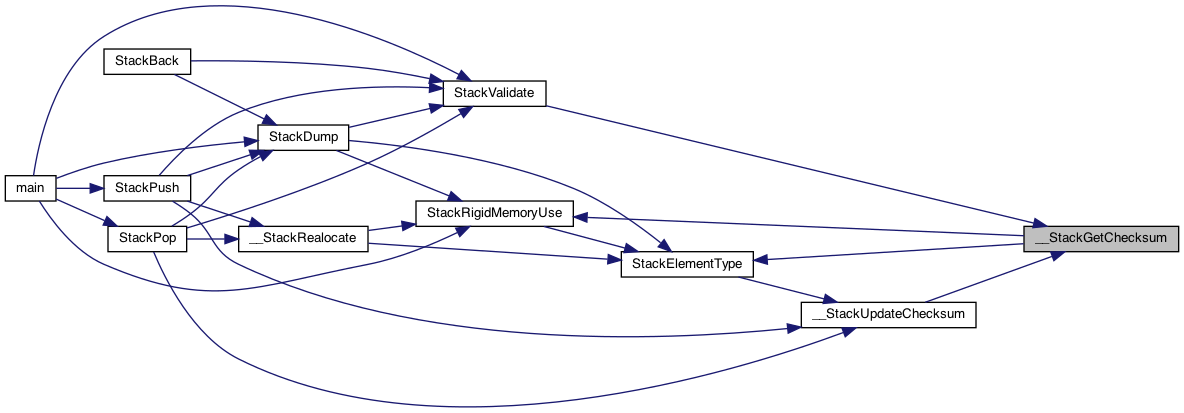 StackBack
StackValidate
StackDump
main
StackPush
StackRigidMemoryUse
StackPop
__StackRealocate
__StackGetChecksum
StackElementType
__StackUpdateChecksum